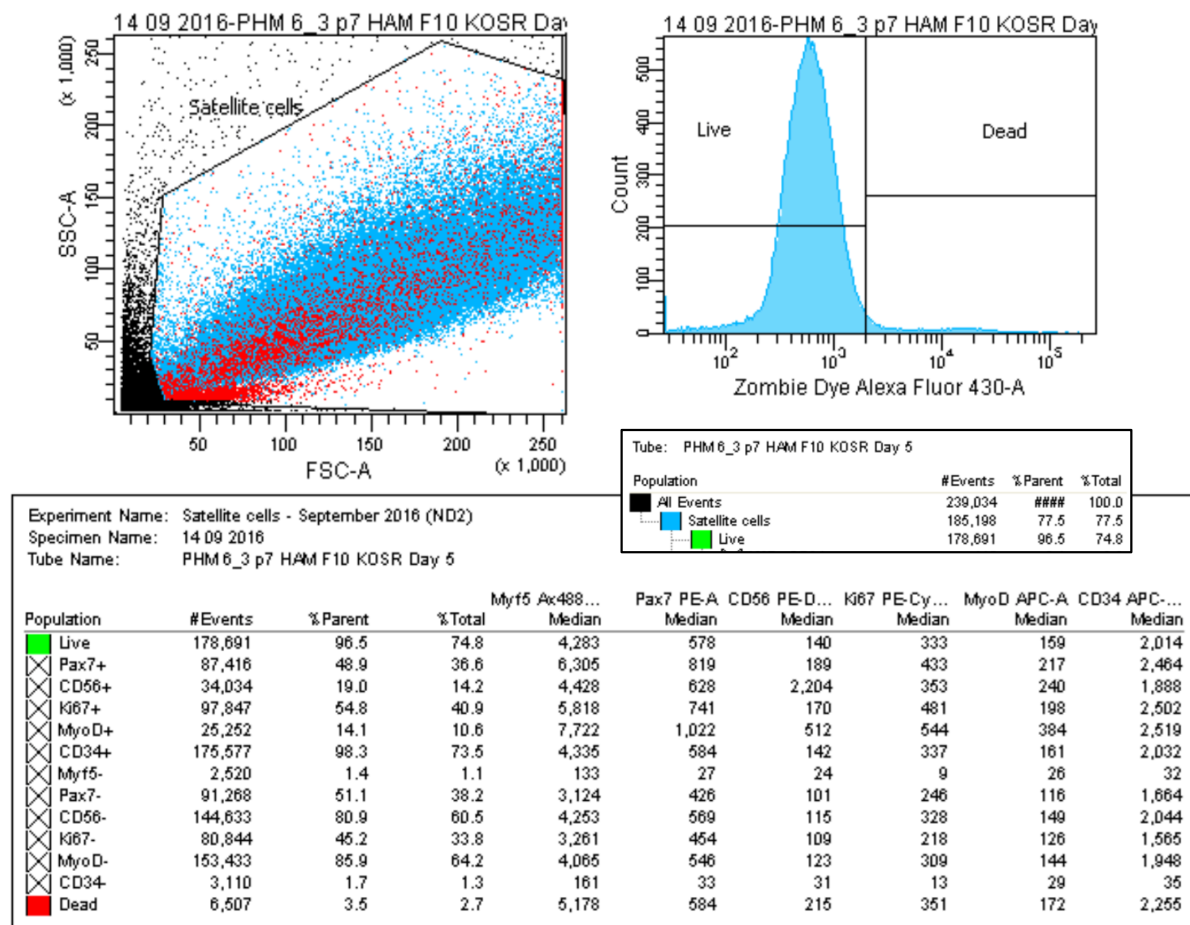 14 09 2016-PHM 6_3 p7 HAM F10 KOSR Day
(x 1,000)
250
200
150
100
50
SSC-A
Satellite cells
50 100 150 200 250
FSC-A
(x 1,000)
14 09 2016-PHM 6_3 p7 HAM F10 KOSR Day
500
400
300
200
100
0
Count
Live
Dead
10^2 10^3 10^4 10^5
Zombie Dye Alexa Fluor 430-A
Tube: PHM 6_3 p7 HAM F10 KOSR Day 5
Population #Events %Parent %Total
All Events 239,034 #### 100.0
Satellite cells 185,198 77.5 77.5
Live 178,691 96.5 74.8
Experiment Name: Satellite cells - September 2016 (ND2)
Specimen Name: 14 09 2016
Tube Name: PHM 6_3 p7 HAM F10 KOSR Day 5
Myf5 Ax488... Pax7 PE-A CD56 PE-D... Ki67 PE-Cy... MyoD APC-A CD34 APC-...
Population #Events %Parent %Total Median Median Median Median Median Median
Live 178,691 96.5 74.8 4,283 578 140 333 159 2,014
Pax7+ 87,416 48.9 36.6 6,305 819 189 433 217 2,464
CD56+ 34,034 19.0 14.2 4,428 628 2,204 353 240 1,888
Ki67+ 97,847 54.8 40.9 5,818 741 170 481 198 2,502
MyoD+ 25,252 14.1 10.6 7,722 1,022 512 544 384 2,519
CD34+ 175,577 98.3 73.5 4,335 584 142 337 161 2,032
Myf5- 2,520 1.4 1.1 133 27 24 9 26 32
Pax7- 91,268 51.1 38.2 3,124 426 101 246 116 1,664
CD56- 144,633 80.9 60.5 4,253 569 115 328 149 2,044
Ki67- 80,844 45.2 33.8 3,261 454 109 218 126 1,565
MyoD- 153,433 85.9 64.2 4,065 546 123 309 144 1,948
CD34- 3,110 1.7 1.3 161 33 31 13 29 35
Dead 6,507 3.5 2.7 5,178 584 215 351 172 2,255